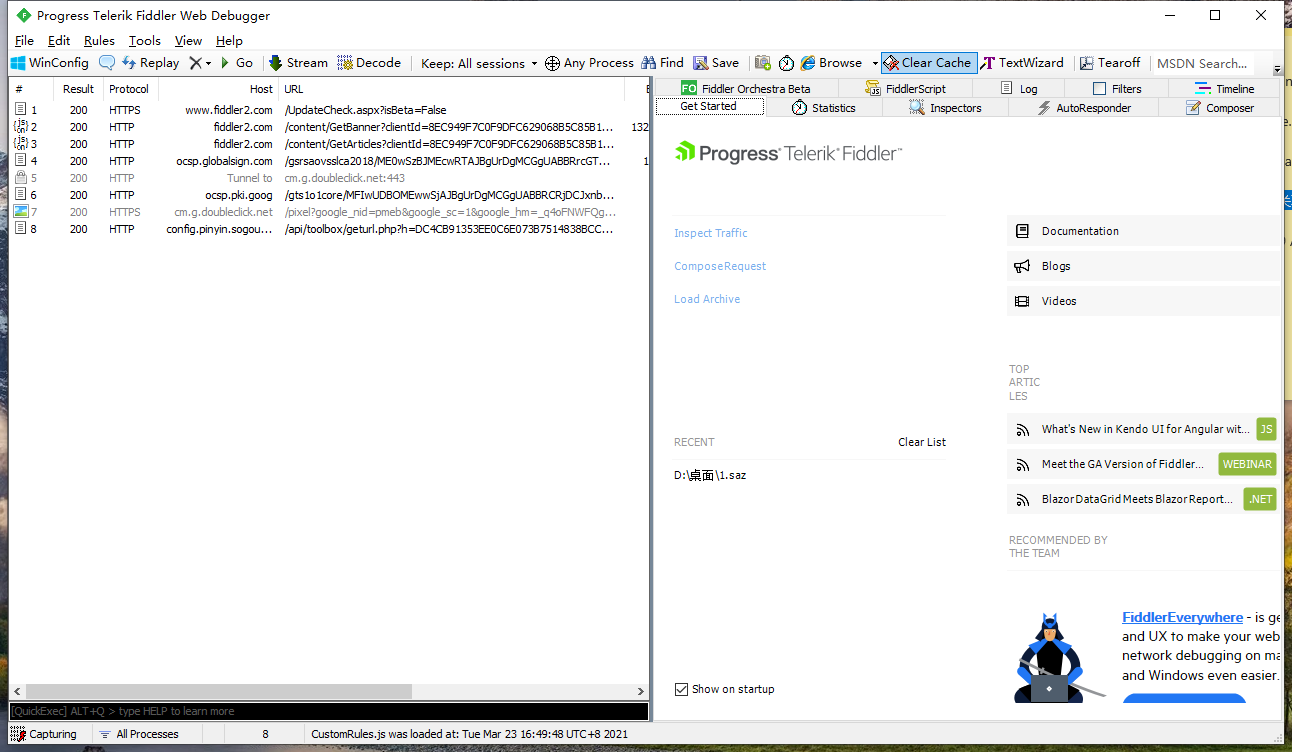 Progress Telerik Fiddler Web Debugger
File Edit Rules Tools View Help
WinConfig Replay Go Stream Decode Keep: All sessions Any Process Find Save Browse Clear Cache TextWizard Tearoff MSDN Search...
# Result Protocol Host URL
1 200 HTTPS www.fiddler2.com /UpdateCheck.aspx?isBeta=False
2 200 HTTP fiddler2.com /content/GetBanner?clientId=8EC949F7C0F9DFC629068B5C85B1... 132
3 200 HTTP fiddler2.com /content/GetArticles?clientId=8EC949F7C0F9DFC629068B5C85B...
4 200 HTTP ocsp.globalsign.com /gsrsaovsslca2018/ME0wSzBJMEcwRTAJBgUrDgMCGgUABBRrcGT... 1
5 200 HTTP Tunnel to cm.g.doubleclick.net:443
6 200 HTTP ocsp.pki.goog /gts1o1core/MFIwUDBOMEwwSjAJBgUrDgMCGgUABBRCRjDCJxnb...
7 200 HTTPS cm.g.doubleclick.net /pixel?google_nid=pmeb&google_sc=1&google_hm=_q4oFNWFQg...
8 200 HTTP config.pinyin.sogou... /api/toolbox/geturl.php?h=DC4CB91353EE0C6E073B7514838BCC...
FO Fiddler Orchestra Beta FiddlerScript Log Filters Timeline
Get Started Statistics Inspectors AutoResponder Composer
Progress Telerik Fiddler™
Inspect Traffic
Compose Request
Load Archive
Documentation
Blogs
Videos
TOP
ARTIC
LES
RECENT Clear List
D:\桌面\1.saz
What's New in Kendo UI for Angular wit... JS
Meet the GA Version of Fiddler... WEBINAR
Blazor DataGrid Meets Blazor Report... .NET
RECOMMENDED BY
THE TEAM
FiddlerEverywhere - is ge
and UX to make your web
network debugging on ma
and Windows even easier.
Show on startup
[QuickExec] ALT+Q > type HELP to learn more
Capturing All Processes 8 CustomRules.js was loaded at: Tue Mar 23 16:49:48 UTC+8 2021